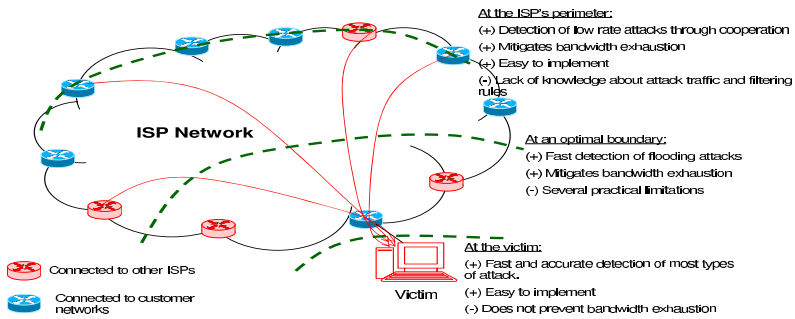 At the ISP's perimeter:
(+) Detection of low rate attacks through cooperation
(+) Mitigates bandwidth exhaustion
(+) Easy to implement
(-) Lack of knowledge about attack traffic and filtering
rules
ISP Network
At an optimal boundary:
(+) Fast detection of flooding attacks
(+) Mitigates bandwidth exhaustion
(-) Several practical limitations
At the victim:
(+) Fast and accurate detection of most types
of attack.
(+) Easy to implement
(-) Does not prevent bandwidth exhaustion
Victim
Connected to other ISPs
Connected to customer
networks